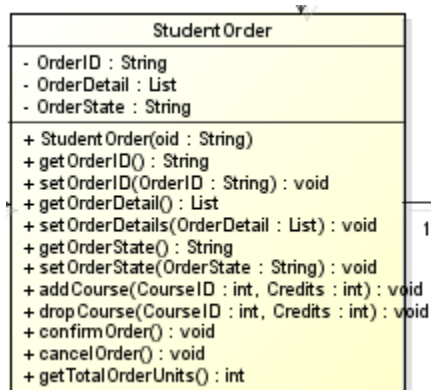 StudentOrder
- OrderID : String
- OrderDetail : List
- OrderState : String
+ StudentOrder(oid : String)
+ getOrderID() : String
+ setOrderID(OrderID : String) : void
+ getOrderDetail() : List
+ setOrderDetails(OrderDetail : List) : void
1
+ getOrderState() : String
+ setOrderState(OrderState : String) : void
+ addCourse(CourseID : int, Credits : int) : void
+ dropCourse(CourseID : int, Credits : int) : void
+ confirmOrder() : void
+ cancelOrder() : void
+ getTotalOrderUnits() : int